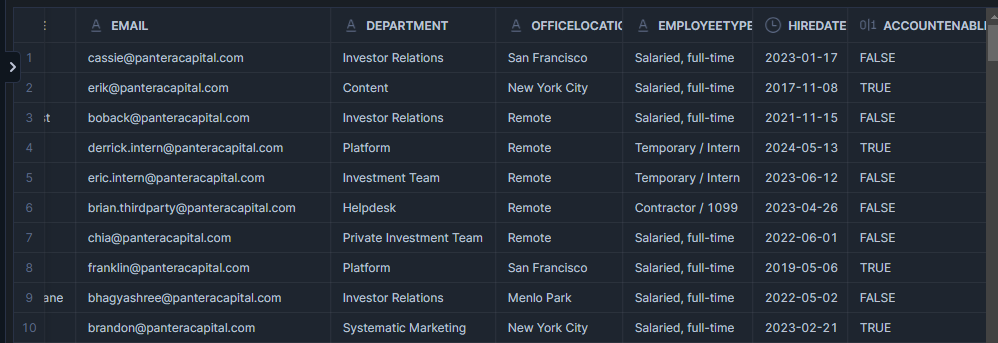 EMAIL DEPARTMENT OFFICELOCATIO EMPLOYEETYPE HIREDATE 0|1 ACCOUNTENABL
1 cassie@panteracapital.com Investor Relations San Francisco Salaried, full-time 2023-01-17 FALSE
2 erik@panteracapital.com Content New York City Salaried, full-time 2017-11-08 TRUE
3 st boback@panteracapital.com Investor Relations Remote Salaried, full-time 2021-11-15 FALSE
4 derrick.intern@panteracapital.com Platform Remote Temporary / Intern 2024-05-13 TRUE
5 eric.intern@panteracapital.com Investment Team Remote Temporary / Intern 2023-06-12 FALSE
6 brian.thirdparty@panteracapital.com Helpdesk Remote Contractor / 1099 2023-04-26 FALSE
7 chia@panteracapital.com Private Investment Team Remote Salaried, full-time 2022-06-01 FALSE
8 franklin@panteracapital.com Platform San Francisco Salaried, full-time 2019-05-06 TRUE
9 ane bhagyashree@panteracapital.com Investor Relations Menlo Park Salaried, full-time 2022-05-02 FALSE
10 brandon@panteracapital.com Systematic Marketing New York City Salaried, full-time 2023-02-21 TRUE